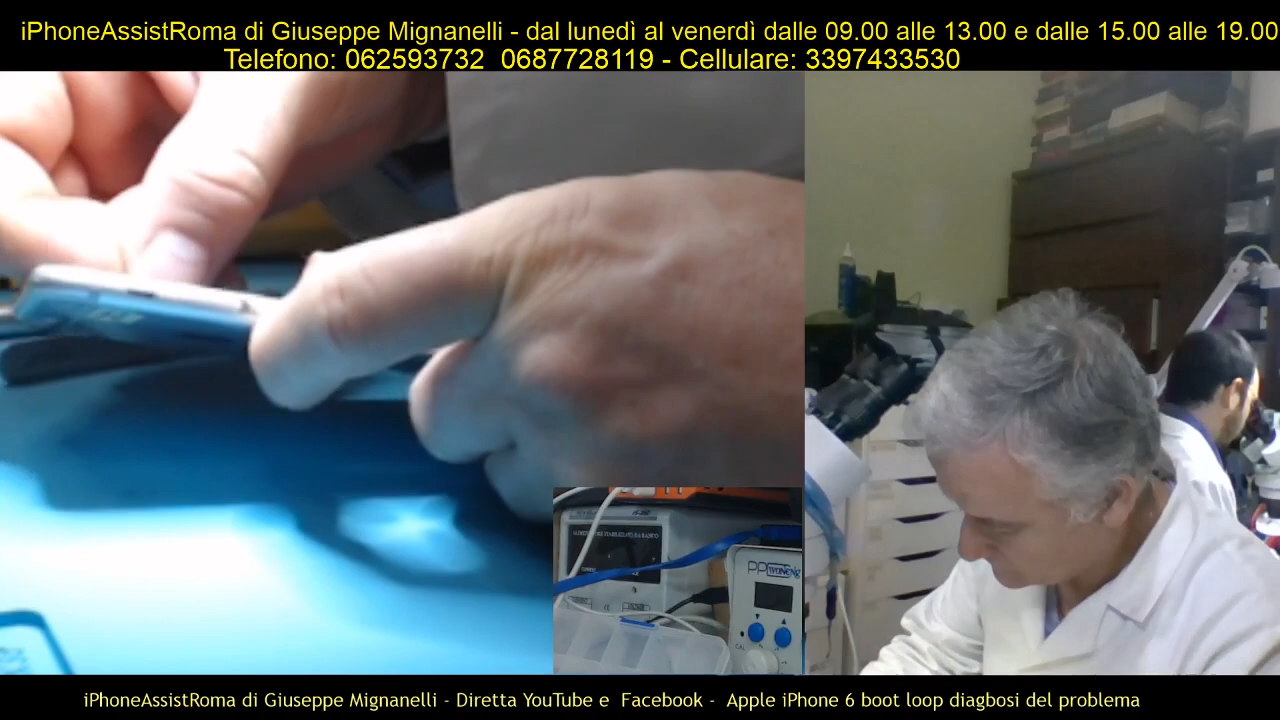 iPhoneAssistRoma di Giuseppe Mignanelli - dal lunedì al venerdì dalle 09.00 alle 13.00 e dalle 15.00 alle 19.00
Telefono: 062593732 0687728119 - Cellulare: 3397433530
PP
CAL
iPhoneAssistRoma di Giuseppe Mignanelli - Diretta YouTube e Facebook - Apple iPhone 6 boot loop diagbosi del problema